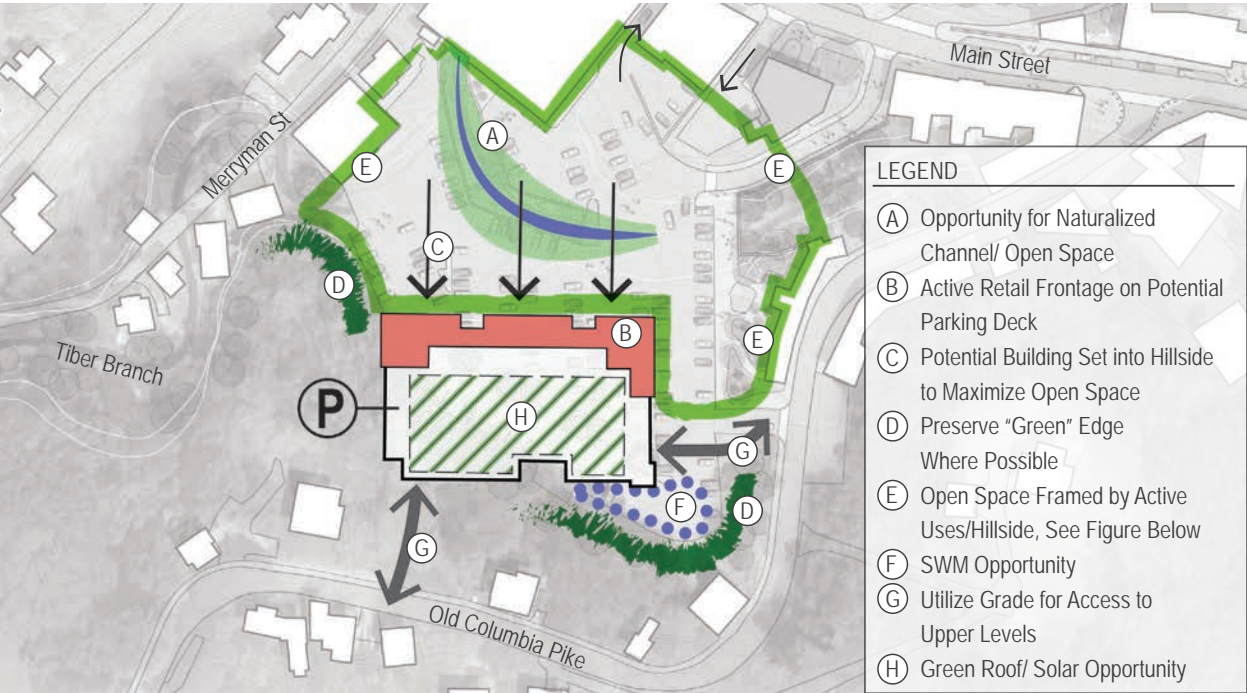 Main Street
Merryman St
A
E
E
C
D
B
E
Tiber Branch
P
H
G
F
D
G
Old Columbia Pike
LEGEND
A Opportunity for Naturalized
Channel/ Open Space
B Active Retail Frontage on Potential
Parking Deck
C Potential Building Set into Hillside
to Maximize Open Space
D Preserve “Green” Edge
Where Possible
E Open Space Framed by Active
Uses/Hillside, See Figure Below
F SWM Opportunity
G Utilize Grade for Access to
Upper Levels
H Green Roof/ Solar Opportunity